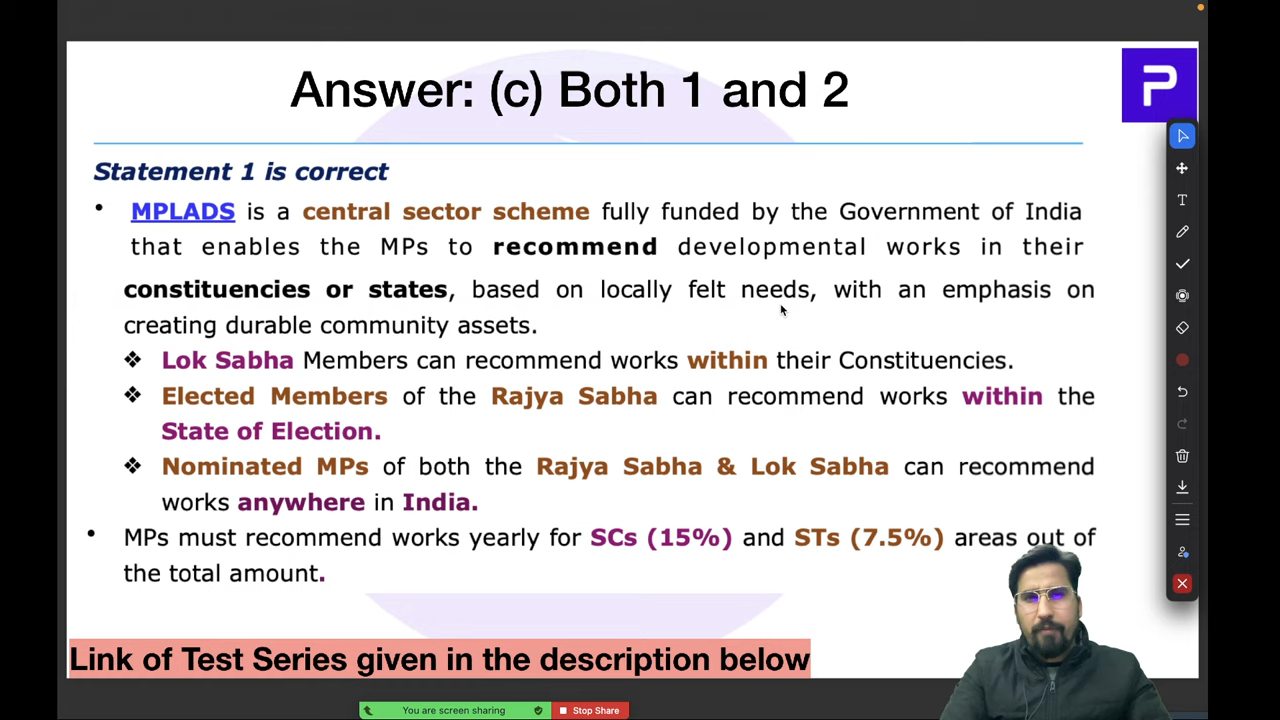 Answer: (c) Both 1 and 2
P
Statement 1 is correct
• MPLADS is a central sector scheme fully funded by the Government of India
that enables the MPs to recommend developmental works in their
constituencies or states, based on locally felt needs, with an emphasis on
creating durable community assets.
❖ Lok Sabha Members can recommend works within their Constituencies.
❖ Elected Members of the Rajya Sabha can recommend works within the
State of Election.
❖ Nominated MPs of both the Rajya Sabha & Lok Sabha can recommend
works anywhere in India.
• MPs must recommend works yearly for SCs (15%) and STs (7.5%) areas out of
the total amount.
Link of Test Series given in the description below
You are screen sharing
Stop Share
T